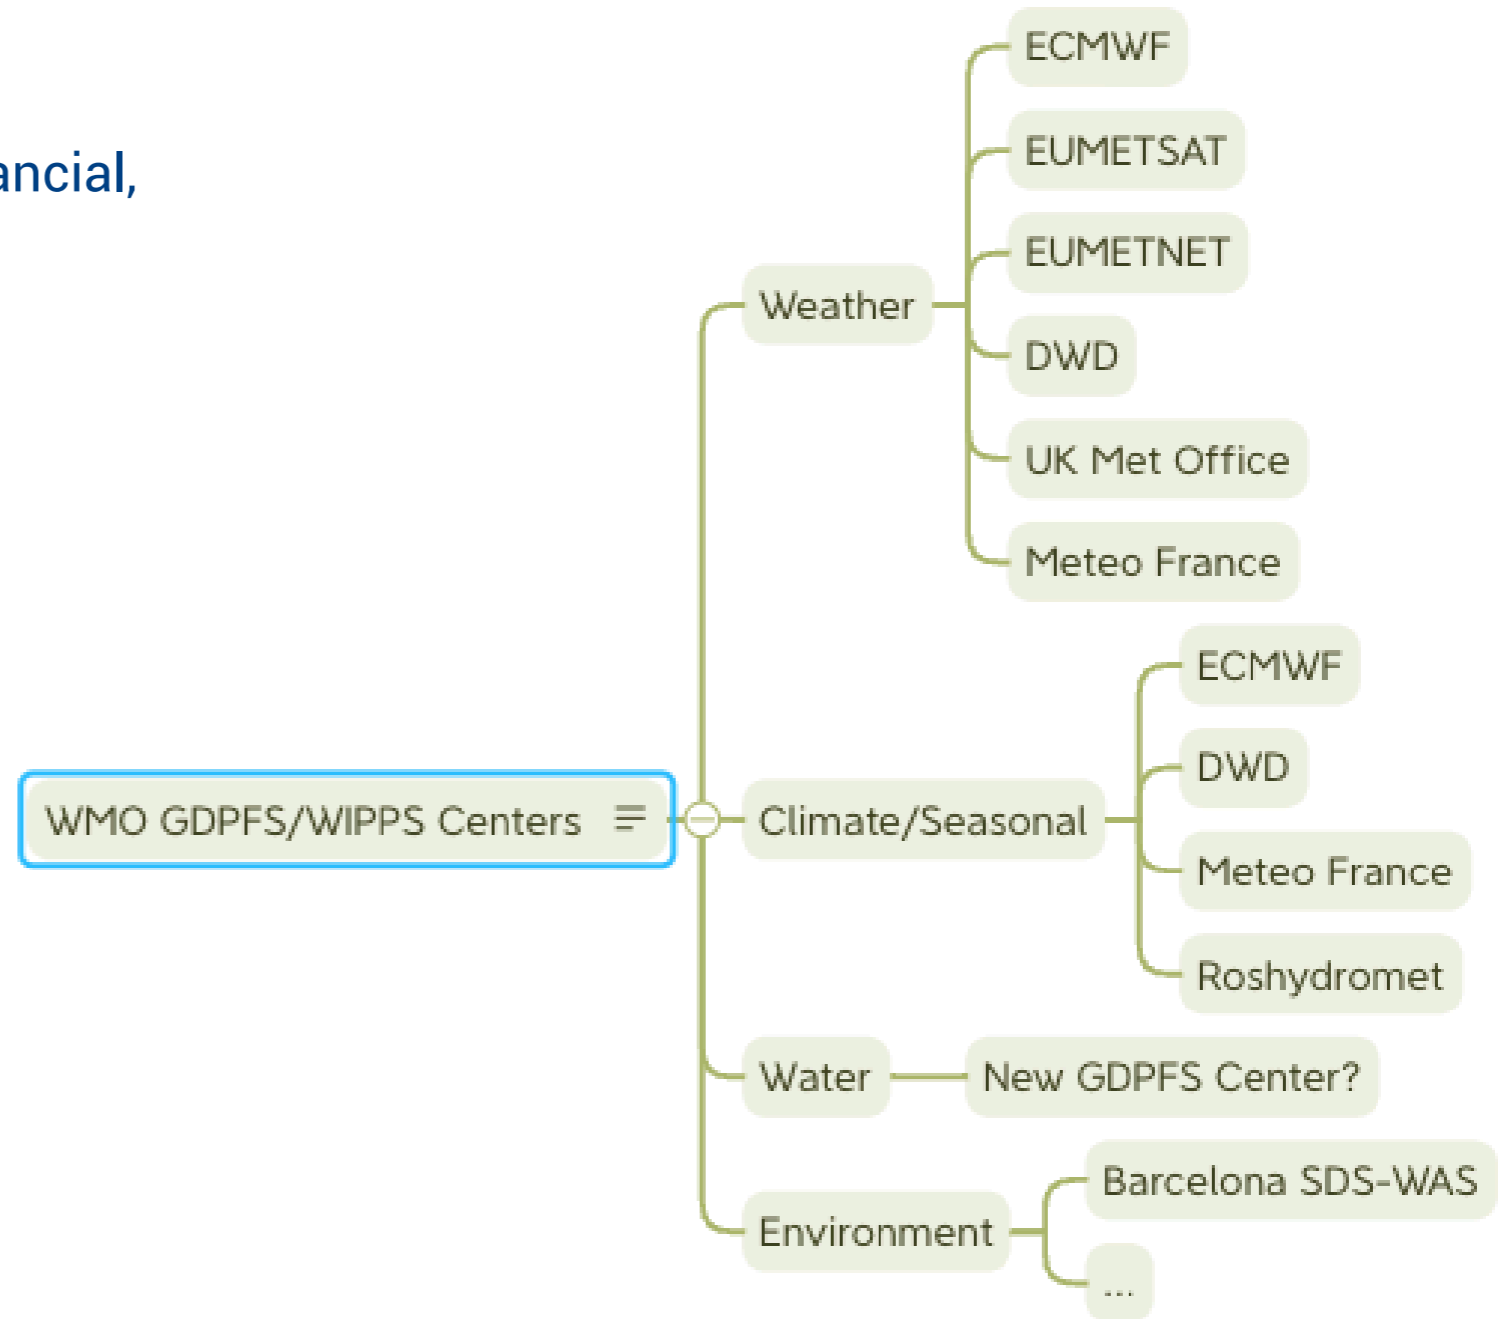 ancial,
WMO GDPFS/WIPPS Centers
Weather
ECMWF
EUMETSAT
EUMETNET
DWD
UK Met Office
Meteo France
Climate/Seasonal
ECMWF
DWD
Meteo France
Roshydromet
Water
New GDPFS Center?
Environment
Barcelona SDS-WAS
...